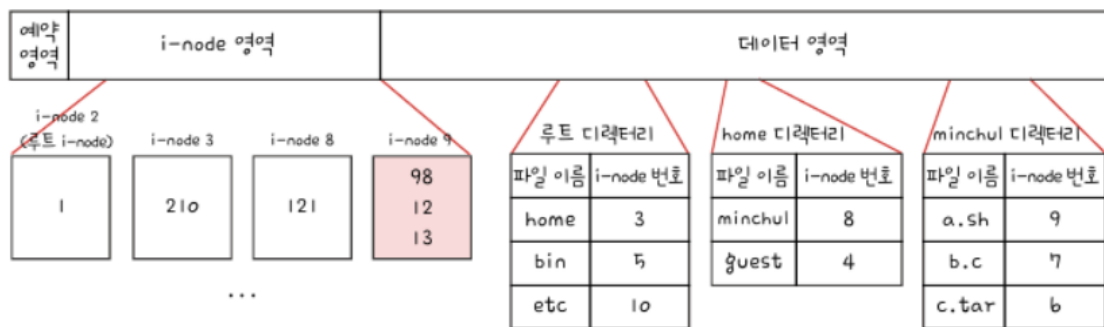 예약
영역
i-node 영역
데이터 영역
i-node 2
(루트 i-node)
i-node 3
i-node 8
i-node 9
1
210
121
98
12
13
...
루트 디렉터리
파일 이름 i-node 번호
home 3
bin 5
etc 10
home 디렉터리
파일 이름 i-node 번호
minchul 8
guest 4
minchul 디렉터리
파일 이름 i-node 번호
a.sh 9
b.c 7
c.tar 6